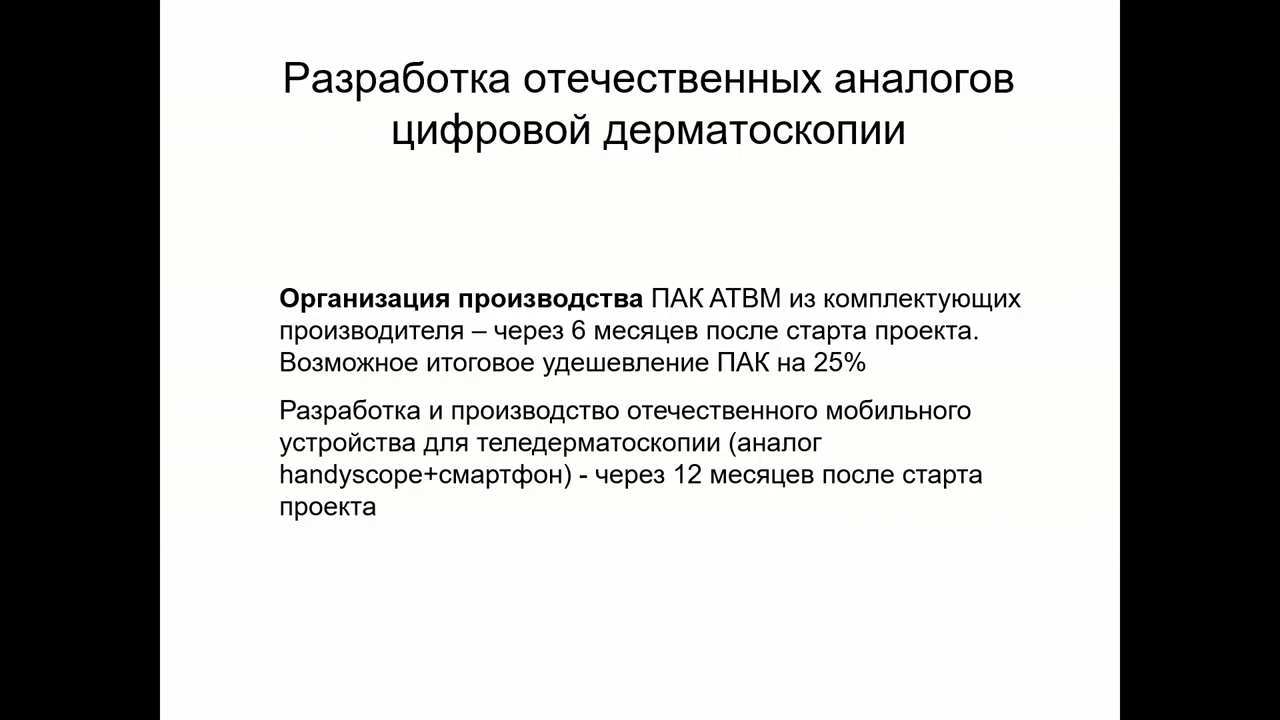 Разработка отечественных аналогов
цифровой дерматоскопии
Организация производства ПАК АТВМ из комплектующих
производителя – через 6 месяцев после старта проекта.
Возможное итоговое удешевление ПАК на 25%
Разработка и производство отечественного мобильного
устройства для теледерматоскопии (аналог
handyscope+смартфон) - через 12 месяцев после старта
проекта